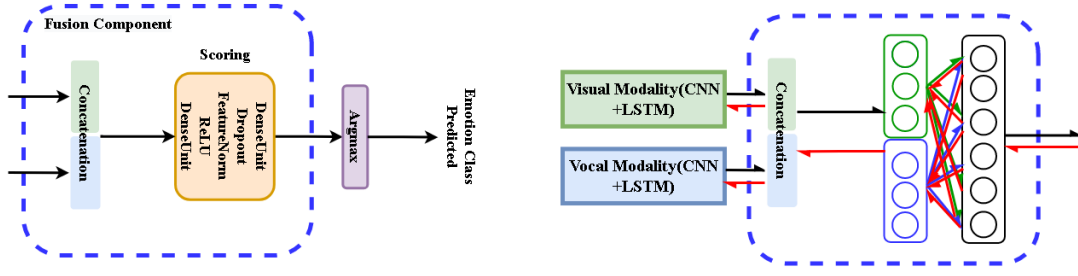 Fusion Component
Scoring
Concatenation
DenseUnit
ReLU
FeatureNorm
Dropout
DenseUnit
Argmax
Emotion Class
Predicted
Visual Modality(CNN
+LSTM)
Vocal Modality(CNN
+LSTM)
Concatenation